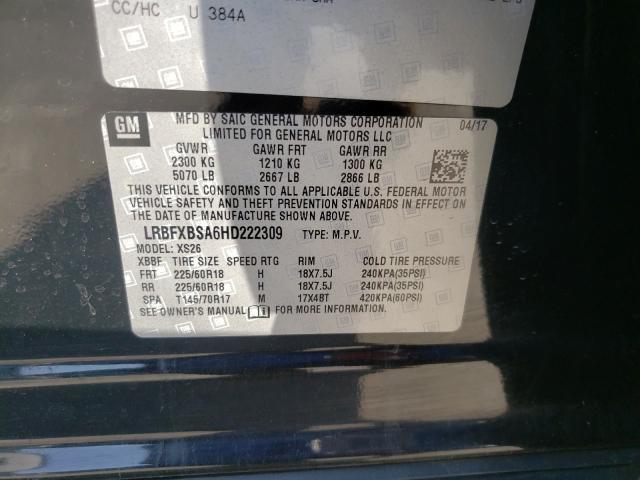 CC/HC U 384A
GM
MFD BY SAIC GENERAL MOTORS CORPORATION 04/17
LIMITED FOR GENERAL MOTORS LLC
GVWR GAWR FRT GAWR RR
2300 KG 1210 KG 1300 KG
5070 LB 2667 LB 2866 LB
THIS VEHICLE CONFORMS TO ALL APPLICABLE U.S. FEDERAL MOTOR
VEHICLE SAFETY AND THEFT PREVENTION STANDARDS IN EFFECT ON
THE DATE OF MANUFACTURE SHOWN ABOVE.
LRBFXBSA6HD222309 TYPE: M.P.V.
MODEL: XS26
XBBF TIRE SIZE SPEED RTG RIM COLD TIRE PRESSURE
FRT 225/60R18 H 18X7.5J 240KPA(35PSI)
RR 225/60R18 H 18X7.5J 240KPA(35PSI)
SPA T145/70R17 M 17X4BT 420KPA(60PSI)
SEE OWNER'S MANUAL FOR MORE INFORMATION.